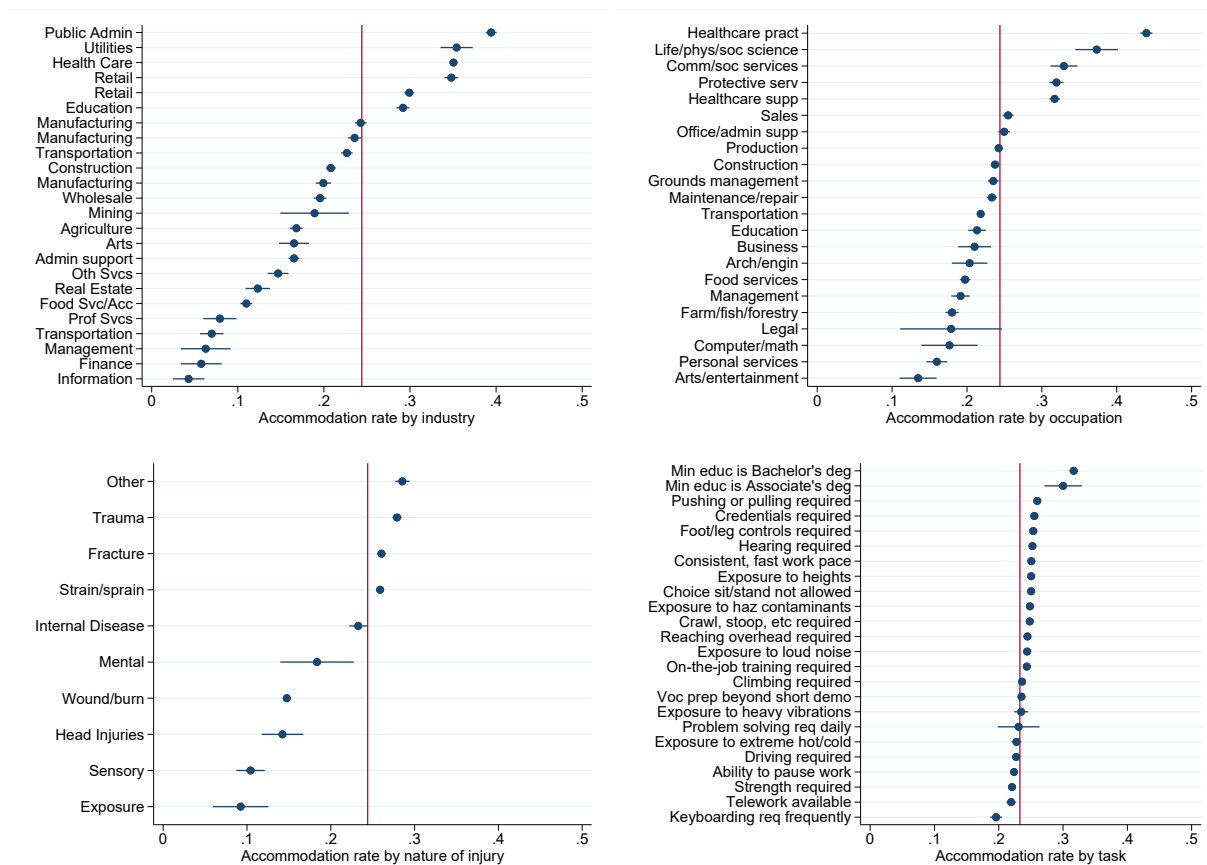 Public Admin
Utilities
Health Care
Retail
Retail
Education
Manufacturing
Manufacturing
Transportation
Construction
Manufacturing
Wholesale
Mining
Agriculture
Arts
Admin support
Oth Svcs
Real Estate
Food Svc/Acc
Prof Svcs
Transportation
Management
Finance
Information
0 .1 .2 .3 .4 .5
Accommodation rate by industry
Healthcare pract
Life/phys/soc science
Comm/soc services
Protective serv
Healthcare supp
Sales
Office/admin supp
Production
Construction
Grounds management
Maintenance/repair
Transportation
Education
Business
Arch/engin
Food services
Management
Farm/fish/forestry
Legal
Computer/math
Personal services
Arts/entertainment
0 .1 .2 .3 .4 .5
Accommodation rate by occupation
Other
Trauma
Fracture
Strain/sprain
Internal Disease
Mental
Wound/burn
Head Injuries
Sensory
Exposure
0 .1 .2 .3 .4 .5
Accommodation rate by nature of injury
Min educ is Bachelor's deg
Min educ is Associate's deg
Pushing or pulling required
Credentials required
Foot/leg controls required
Hearing required
Consistent, fast work pace
Exposure to heights
Choice sit/stand not allowed
Exposure to haz contaminants
Crawl, stoop, etc required
Reaching overhead required
Exposure to loud noise
On-the-job training required
Climbing required
Voc prep beyond short demo
Exposure to heavy vibrations
Problem solving req daily
Exposure to extreme hot/cold
Driving required
Ability to pause work
Strength required
Telework available
Keyboarding req frequently
0 .1 .2 .3 .4 .5
Accommodation rate by task